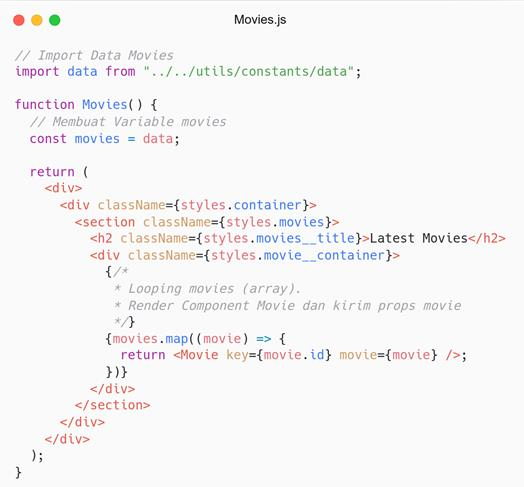 Movies.js
// Import Data Movies
import data from "../../utils/constants/data";
function Movies() {
// Membuat Variable movies
const movies = data;
return (
<div>
<div className={styles.container}>
<section className={styles.movies}>
<h2 className={styles.movies__title}>Latest Movies</h2>
<div className={styles.movie__container}>
{/*
* Looping movies (array).
* Render Component Movie dan kirim props movie
*/}
{movies.map((movie) => {
return <Movie key={movie.id} movie={movie} />;
})}
</div>
</section>
</div>
</div>
);
}